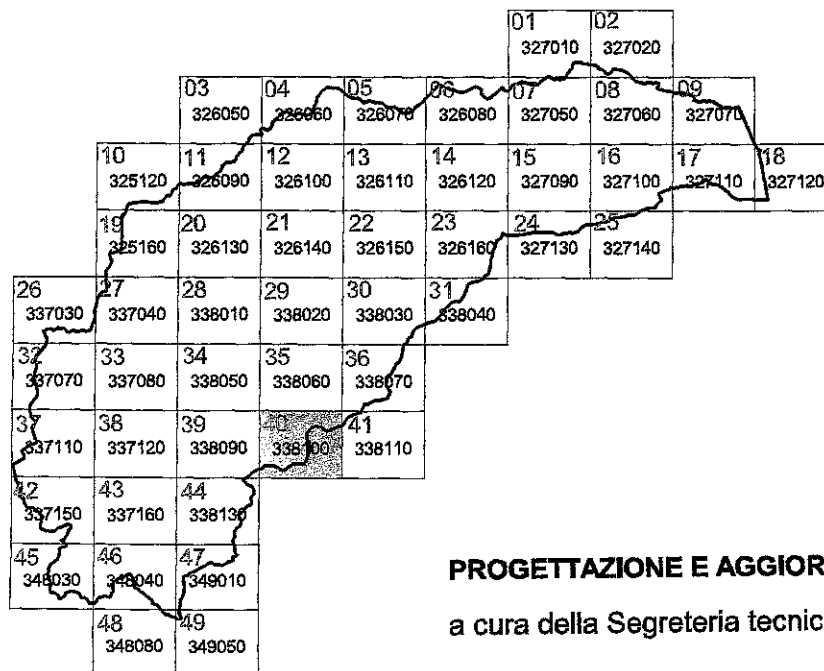 01 02
327010 327020
03 04 05 06 07 08 09
326050 326060 326070 326080 327050 327060 327070
10 11 12 13 14 15 16 17 18
325120 326090 326100 326110 326120 327090 327100 327110 327120
19 20 21 22 23 24 25
325160 326130 326140 326150 326160 327130 327140
26 27 28 29 30 31
337030 337040 338010 338020 338030 338040
32 33 34 35 36
337070 337080 338050 338060 338070
37 38 39 40 41
337110 337120 338090 338100 338110
42 43 44
337150 337160 338130
45 46 47
348030 348040 349010
48 49
348080 349050
PROGETTAZIONE E AGGIOR
a cura della Segreteria tecnic